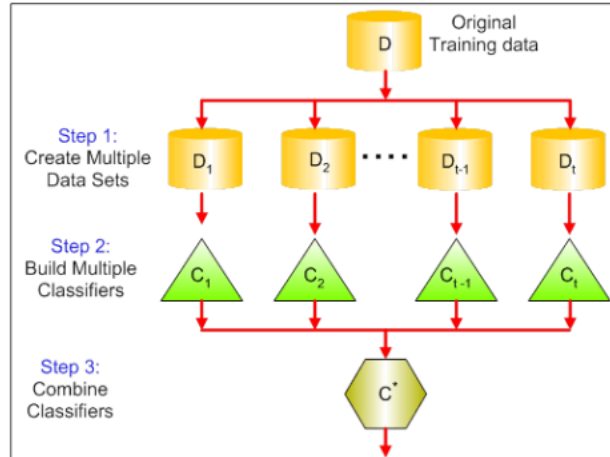 D
Original
Training data
Step 1:
Create Multiple
Data Sets
D₁
D₂
....
Dₜ₋₁
Dₜ
Step 2:
Build Multiple
Classifiers
C₁
C₂
Cₜ₋₁
Cₜ
Step 3:
Combine
Classifiers
C*